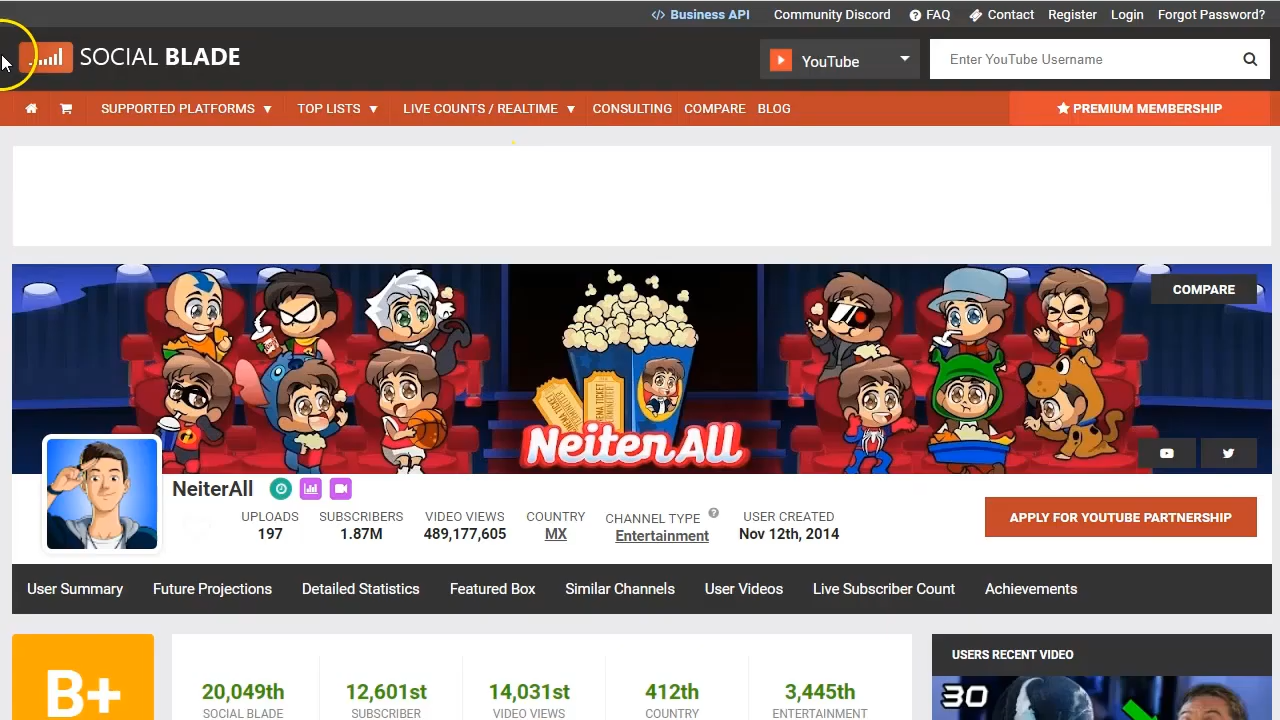 </> Business API Community Discord FAQ Contact Register Login Forgot Password?
SOCIAL BLADE
YouTube
Enter YouTube Username
SUPPORTED PLATFORMS TOP LISTS LIVE COUNTS / REALTIME CONSULTING COMPARE BLOG
PREMIUM MEMBERSHIP
COMPARE
NeiterAll
NeiterAll
UPLOADS SUBSCRIBERS VIDEO VIEWS COUNTRY CHANNEL TYPE USER CREATED
197 1.87M 489,177,605 MX Entertainment Nov 12th, 2014
APPLY FOR YOUTUBE PARTNERSHIP
User Summary Future Projections Detailed Statistics Featured Box Similar Channels User Videos Live Subscriber Count Achievements
B+
20,049th 12,601st 14,031st 412th 3,445th
SOCIAL BLADE SUBSCRIBER VIDEO VIEWS COUNTRY ENTERTAINMENT
USERS RECENT VIDEO
30